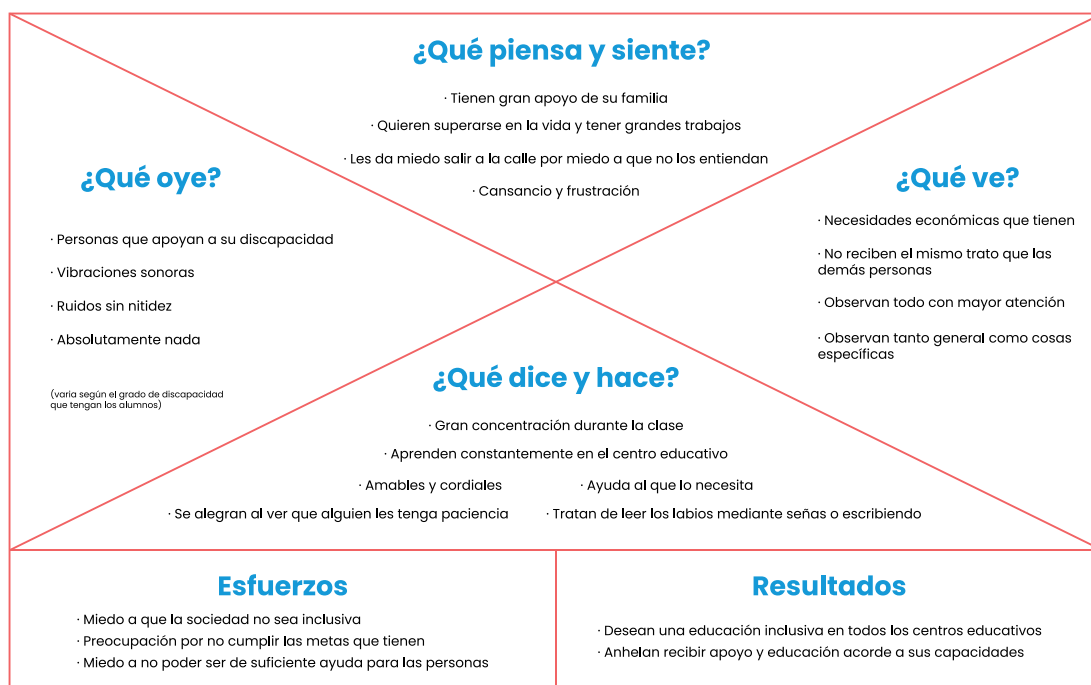 ¿Qué piensa y siente?
· Tienen gran apoyo de su familia
· Quieren superarse en la vida y tener grandes trabajos
· Les da miedo salir a la calle por miedo a que no los entiendan
· Cansancio y frustración
¿Qué oye?
· Personas que apoyan a su discapacidad
· Vibraciones sonoras
· Ruidos sin nitidez
· Absolutamente nada
(varia según el grado de discapacidad
que tengan los alumnos)
¿Qué ve?
· Necesidades económicas que tienen
· No reciben el mismo trato que las
demás personas
· Observan todo con mayor atención
· Observan tanto general como cosas
específicas
¿Qué dice y hace?
· Gran concentración durante la clase
· Aprenden constantemente en el centro educativo
· Amables y cordiales
· Ayuda al que lo necesita
· Se alegran al ver que alguien les tenga paciencia
· Tratan de leer los labios mediante señas o escribiendo
Esfuerzos
· Miedo a que la sociedad no sea inclusiva
· Preocupación por no cumplir las metas que tienen
· Miedo a no poder ser de suficiente ayuda para las personas
Resultados
· Desean una educación inclusiva en todos los centros educativos
· Anhelan recibir apoyo y educación acorde a sus capacidades